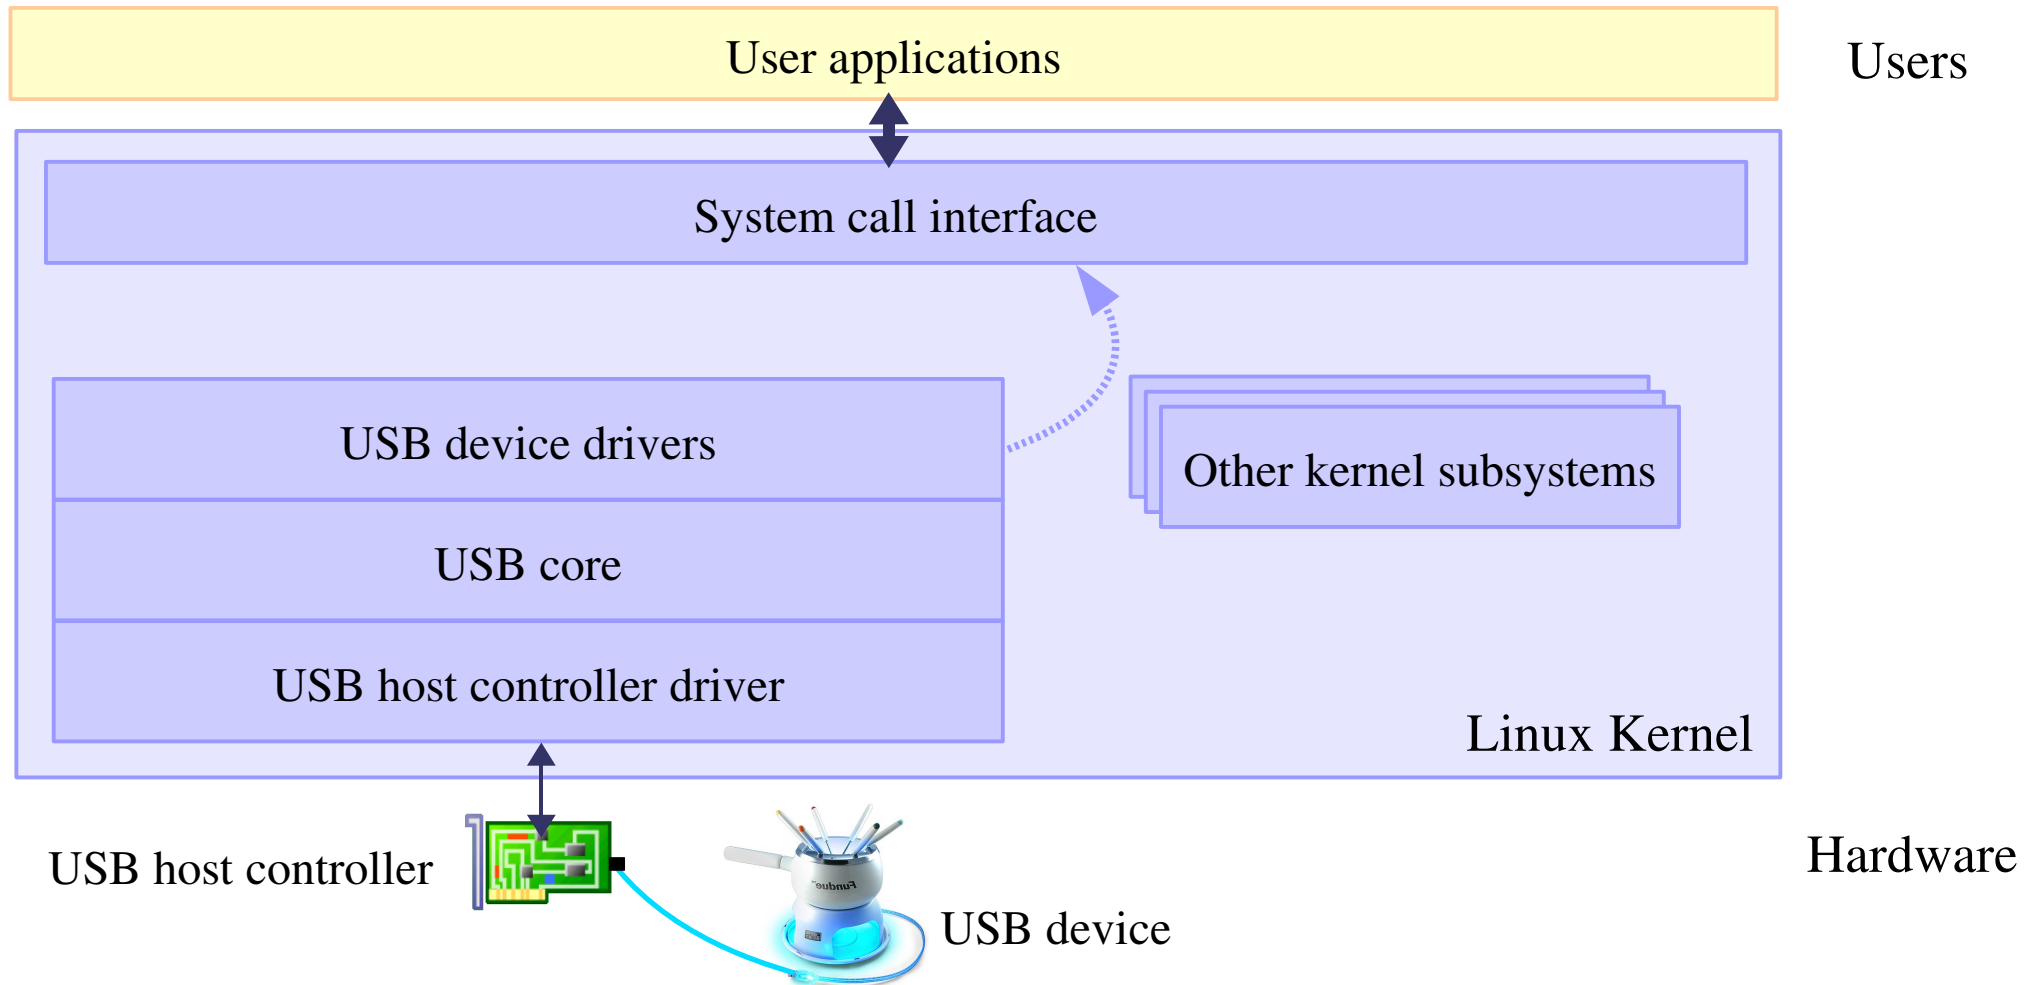 User applications
Users
System call interface
USB device drivers
Other kernel subsystems
USB core
USB host controller driver
Linux Kernel
USB host controller
Fundue™
Hardware
USB device